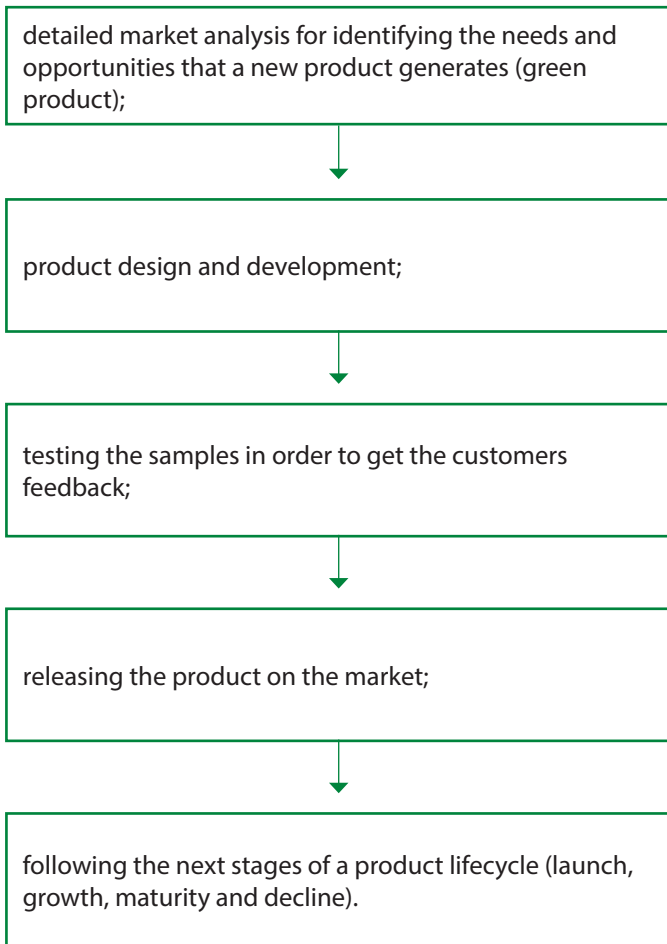 detailed market analysis for identifying the needs and
opportunities that a new product generates (green
product);
product design and development;
testing the samples in order to get the customers
feedback;
releasing the product on the market;
following the next stages of a product lifecycle (launch,
growth, maturity and decline).